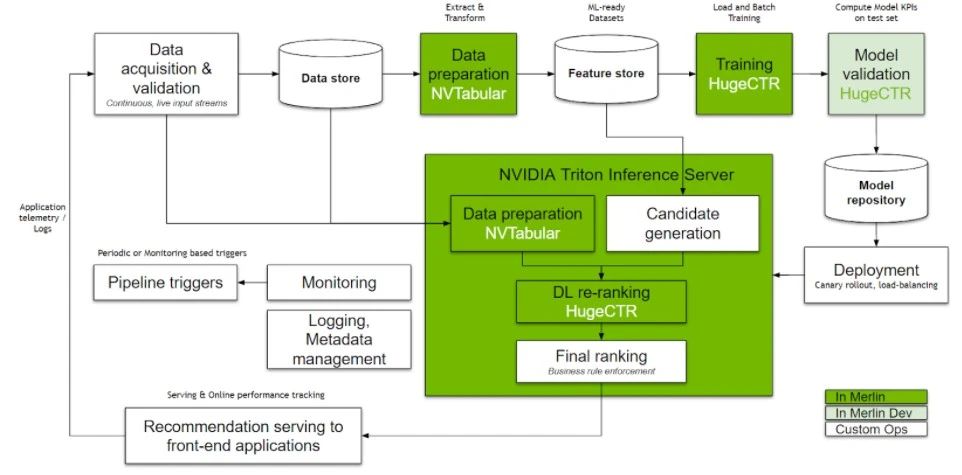 Extract &
Transform
ML-ready
Datasets
Load and Batch
Training
Compute Model KPIs
on test set
Data
acquisition &
validation
Continuous, live input streams
Data store
Data
preparation
NVTabular
Feature store
Training
HugeCTR
Model
validation
HugeCTR
NVIDIA Triton Inference Server
Data preparation
NVTabular
Candidate
generation
Model
repository
Application
telemetry /
Logs
Periodic or Monitoring based triggers
Pipeline triggers
Monitoring
Logging,
Metadata
management
DL re-ranking
HugeCTR
Deployment
Canary rollout, load-balancing
Final ranking
Business rule enforcement
Serving & Online performance tracking
Recommendation serving to
front-end applications
In Merlin
In Merlin Dev
Custom Ops